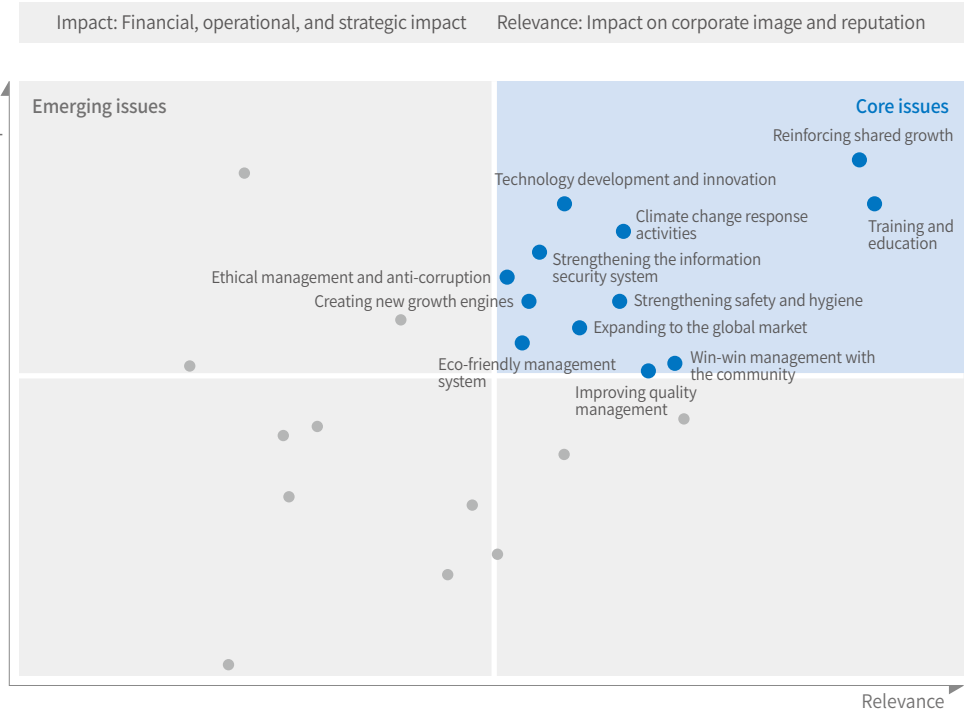 Impact: Financial, operational, and strategic impact
Relevance: Impact on corporate image and reputation
Emerging issues
Core issues
Reinforcing shared growth
Technology development and innovation
Climate change response
activities
Training and
education
Strengthening the information
security system
Ethical management and anti-corruption
Creating new growth engines
Strengthening safety and hygiene
Expanding to the global market
Eco-friendly management
system
Win-win management with
the community
Improving quality
management
Relevance